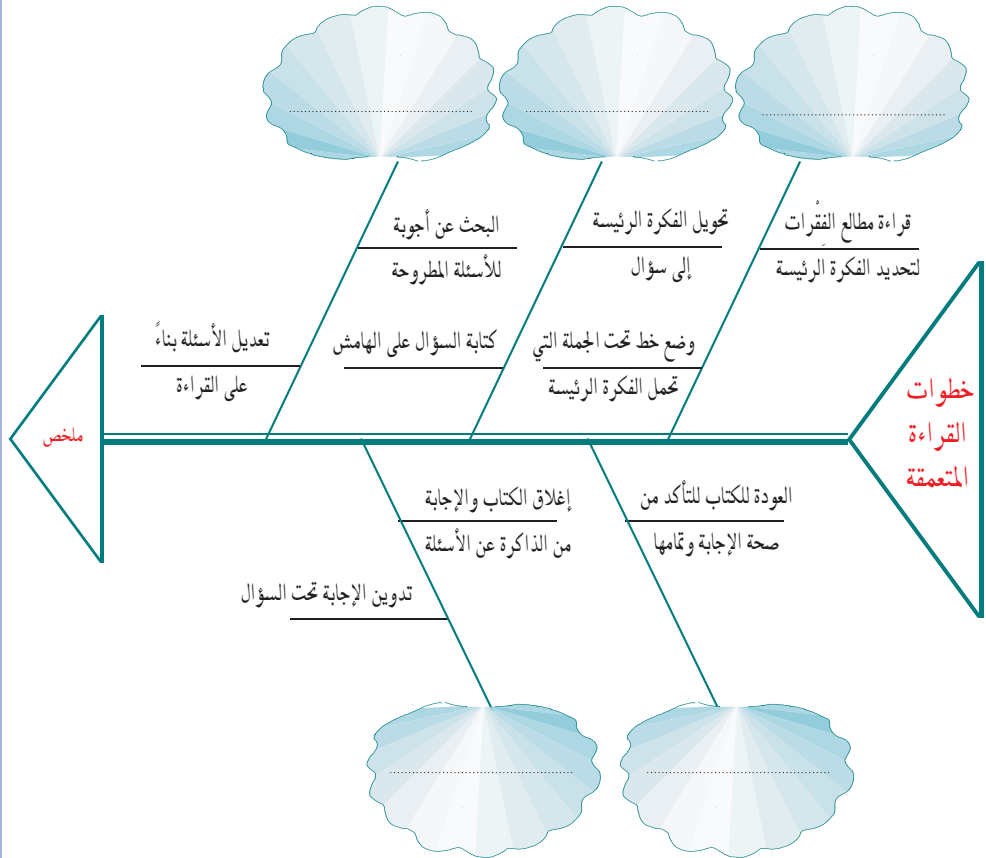 خطوات
القراءة
المتعمقة
قراءة مطالع الفِقْرات
لتحديد الفكرة الرئيسة
وضع خط تحت الجملة التي
تحمل الفكرة الرئيسة
تحويل الفكرة الرئيسة
إلى سؤال
كتابة السؤال على الهامش
البحث عن أجوبة
للأسئلة المطروحة
تعديل الأسئلة بناءً
على القراءة
العودة للكتاب للتأكد من
صحة الإجابة وتمامها
إغلاق الكتاب والإجابة
من الذاكرة عن الأسئلة
تدوين الإجابة تحت السؤال
ملخص